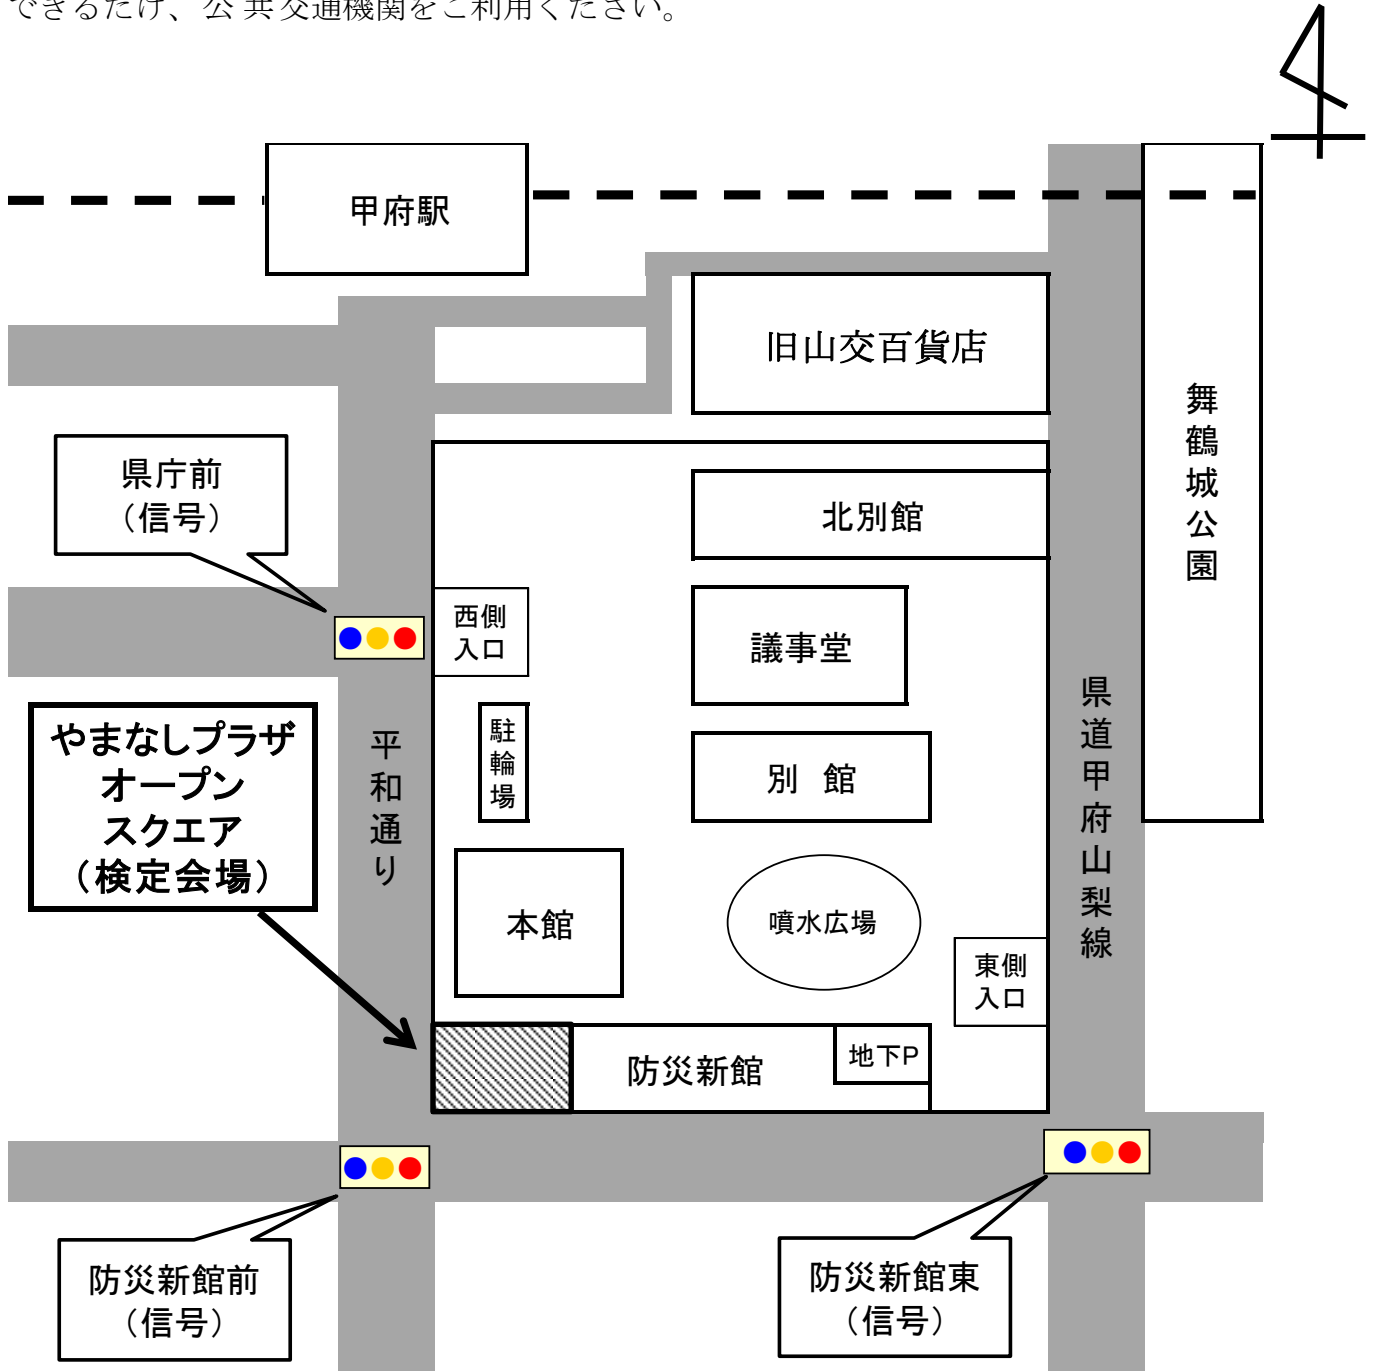 できるだけ、公共交通機関をご利用ください。
甲府駅
旧山交百貨店
舞鶴城公園
県庁前
（信号）
北別館
西側
入口
議事堂
県道甲府山梨線
やまなしプラザ
オープン
スクエア
（検定会場）
平和通り
駐輪場
別 館
本館
噴水広場
東側
入口
防災新館
地下P
防災新館前
（信号）
防災新館東
（信号）